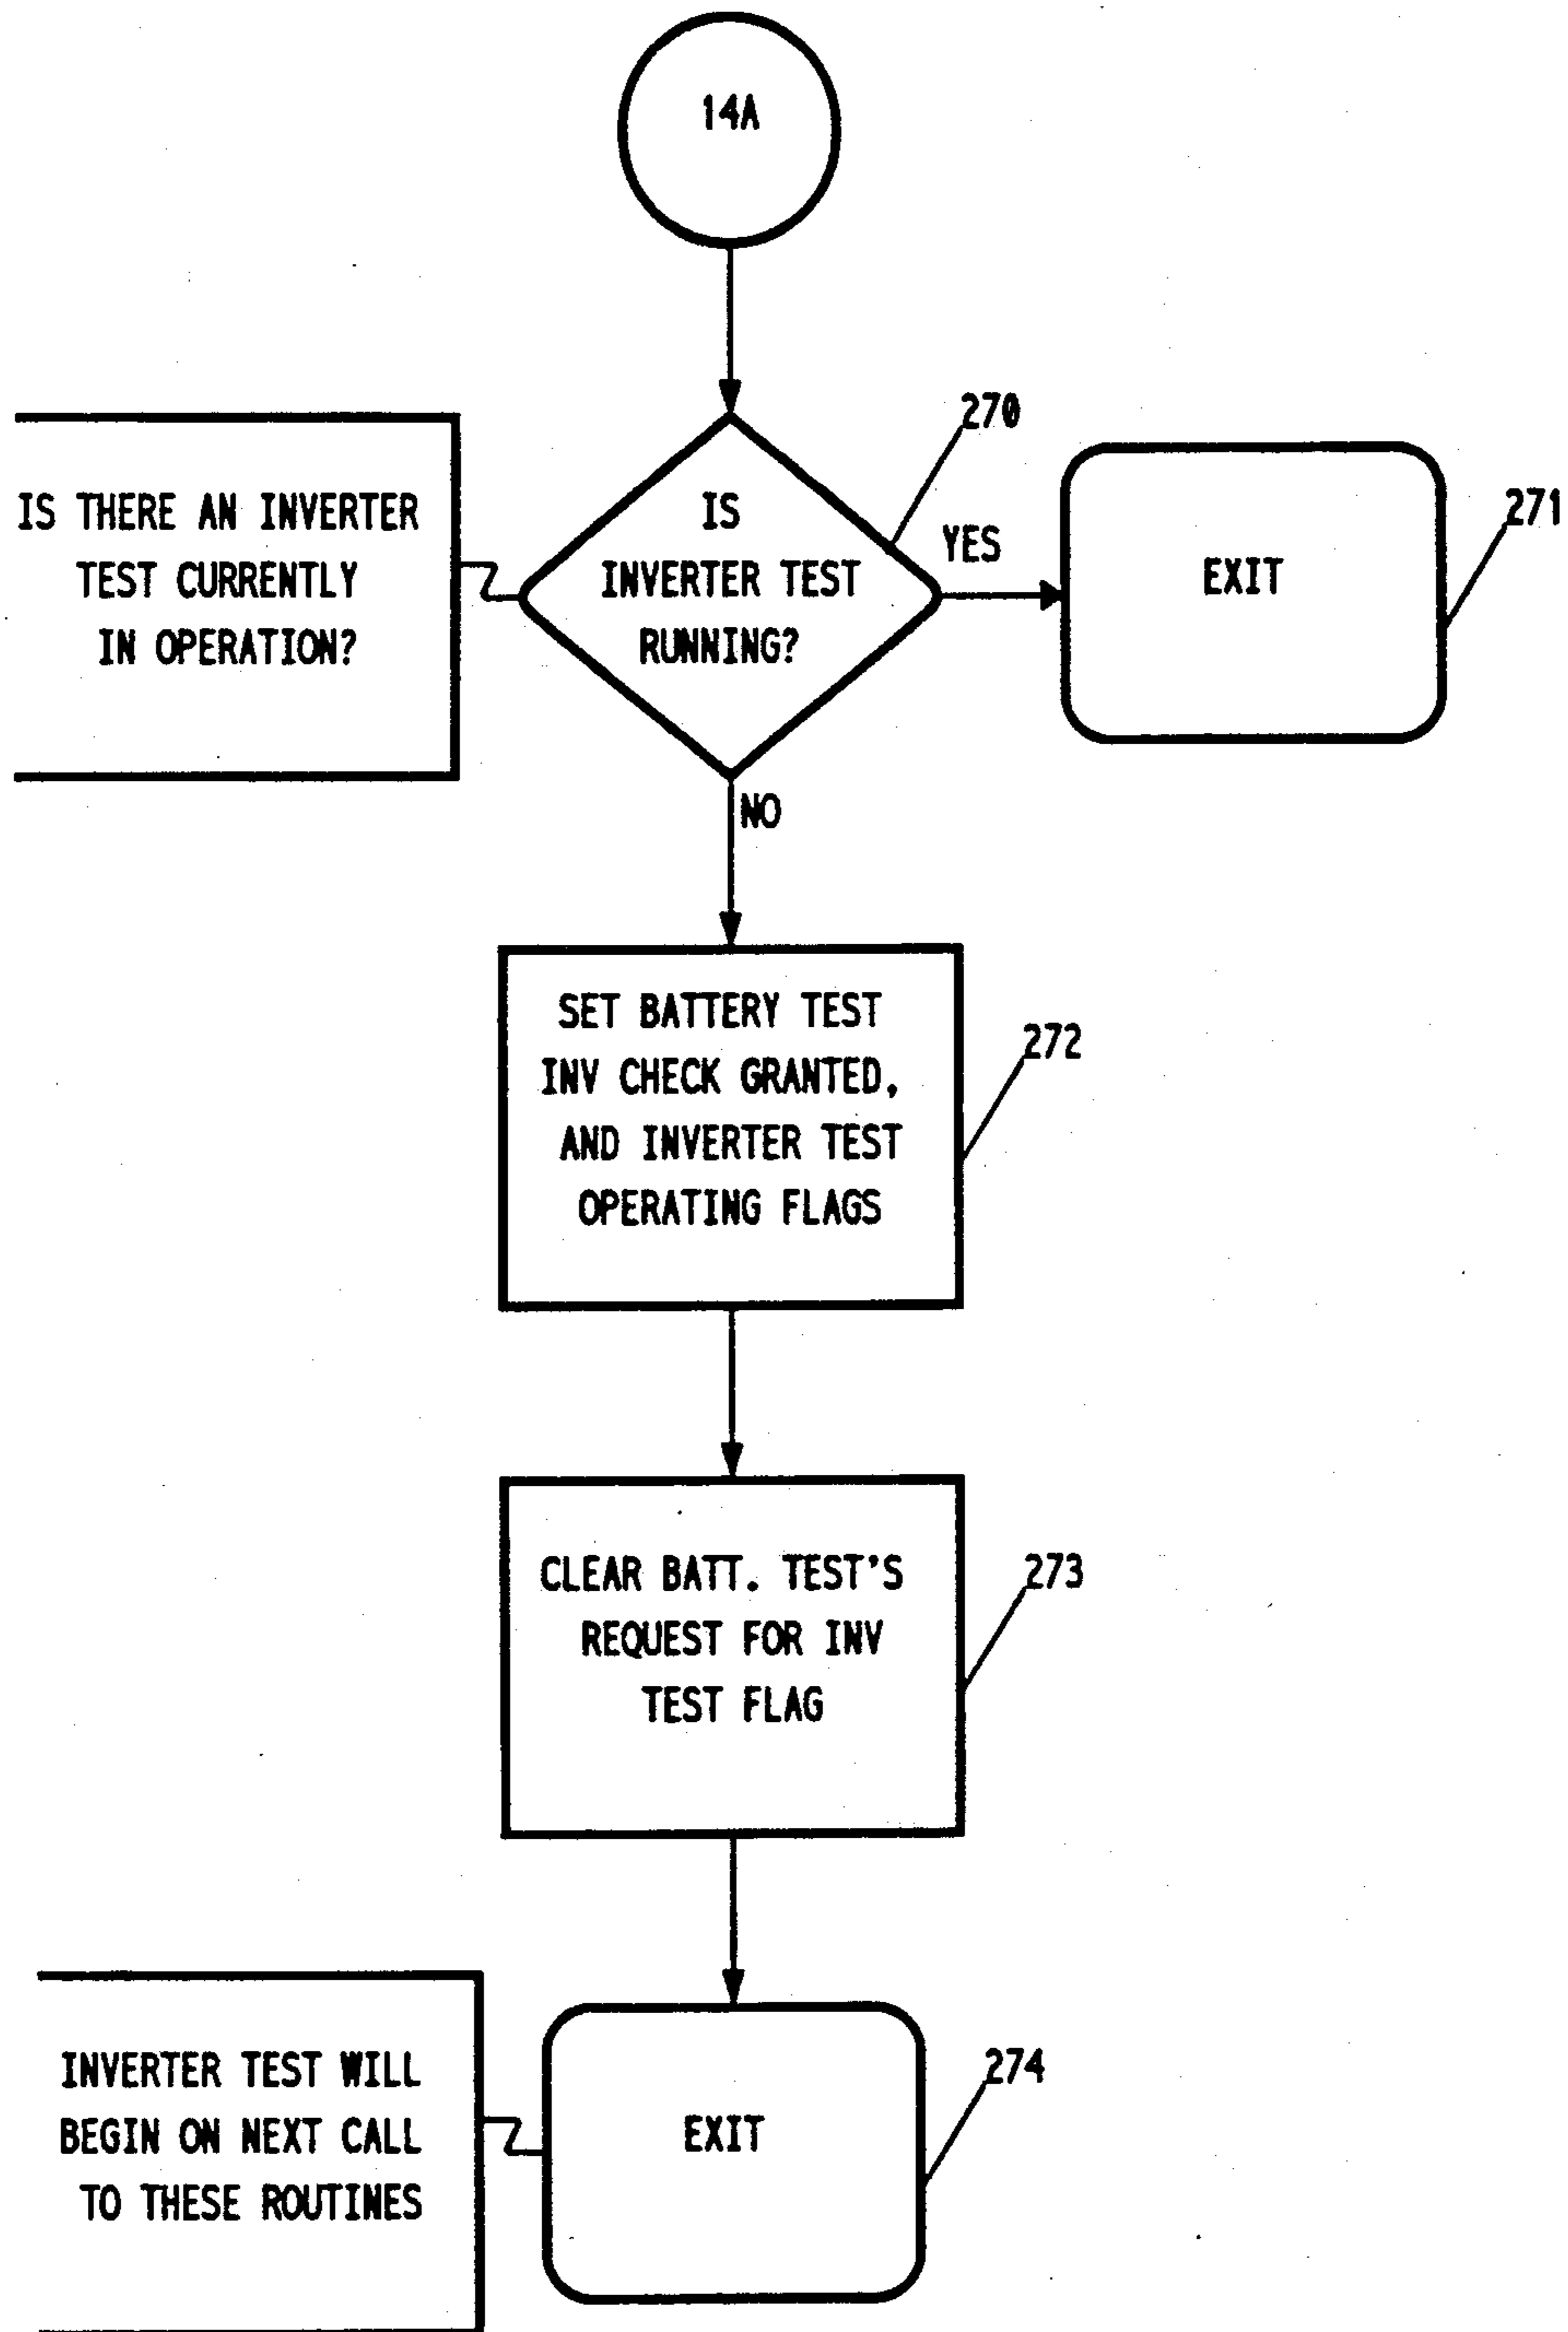 14A
270
IS THERE AN INVERTER
TEST CURRENTLY
IN OPERATION?
IS
INVERTER TEST
RUNNING?
YES
EXIT
271
NO
SET BATTERY TEST
INV CHECK GRANTED,
AND INVERTER TEST
OPERATING FLAGS
272
CLEAR BATT. TEST'S
REQUEST FOR INV
TEST FLAG
273
INVERTER TEST WILL
BEGIN ON NEXT CALL
TO THESE ROUTINES
EXIT
274